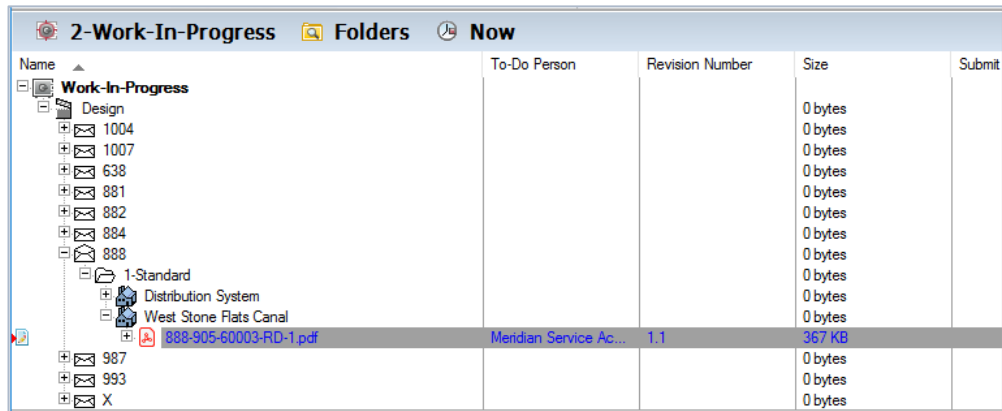 2-Work-In-Progress Folders Now
Name To-Do Person Revision Number Size Submit
Work-In-Progress
Design 0 bytes
1004 0 bytes
1007 0 bytes
638 0 bytes
881 0 bytes
882 0 bytes
884 0 bytes
888 0 bytes
1-Standard 0 bytes
Distribution System 0 bytes
West Stone Flats Canal 0 bytes
888-905-60003-RD-1.pdf Meridian Service Ac... 1.1 367 KB
987 0 bytes
993 0 bytes
X 0 bytes